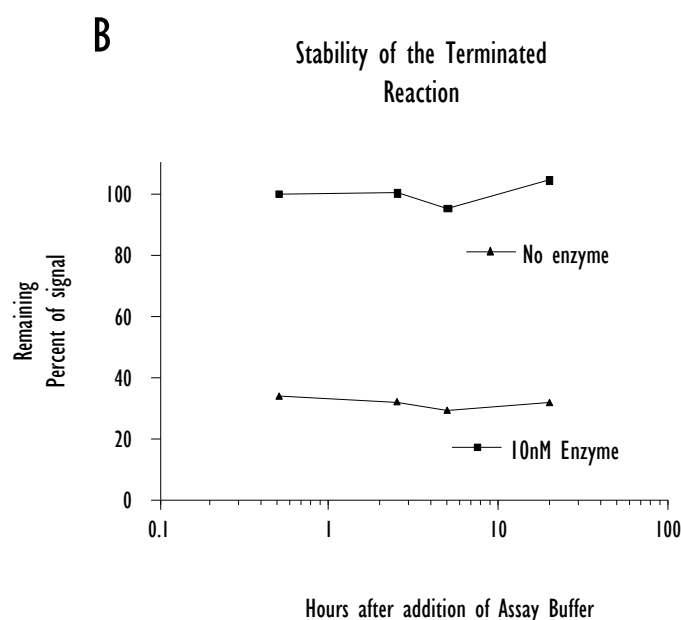 B
Stability of the Terminated
Reaction
Remaining
Percent of signal
100
80
60
40
20
0
No enzyme
10nM Enzyme
0.1
1
10
100
Hours after addition of Assay Buffer